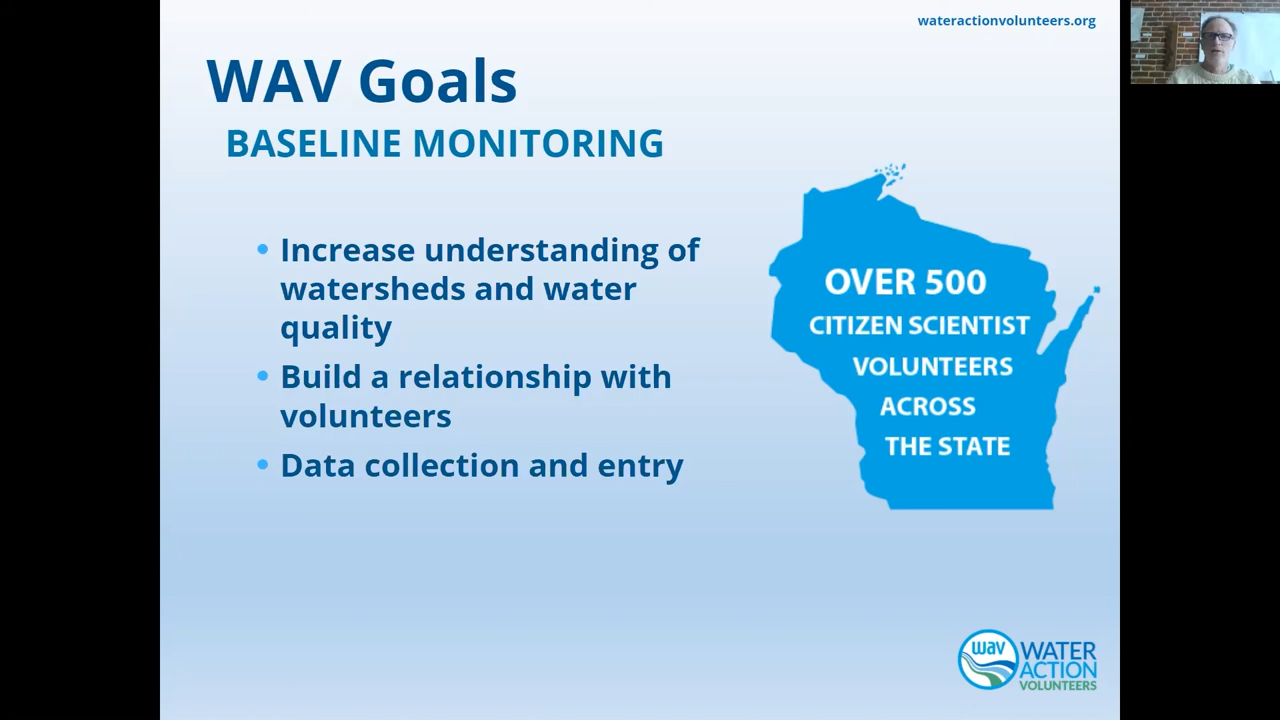 wateractionvolunteers.org
WAV Goals
BASELINE MONITORING
• Increase understanding of
watersheds and water
quality
• Build a relationship with
volunteers
• Data collection and entry
OVER 500
CITIZEN SCIENTIST
VOLUNTEERS
ACROSS
THE STATE
wav
WATER
ACTION
VOLUNTEERS